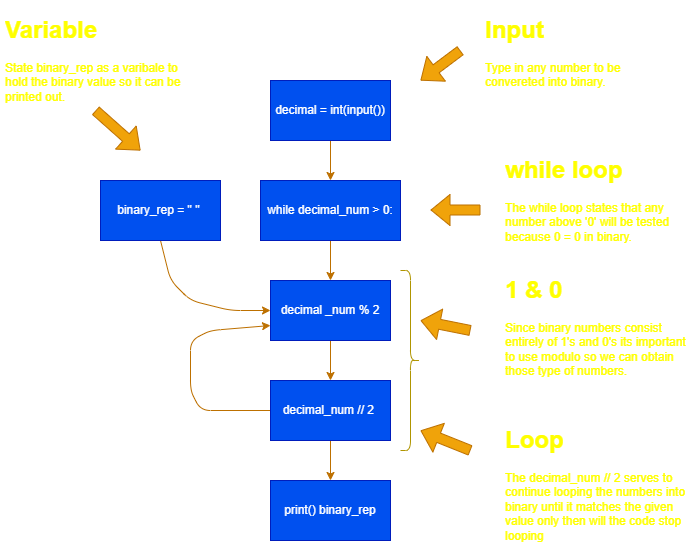 Variable
State binary_rep as a varibale to
hold the binary value so it can be
printed out.
Input
Type in any number to be
convereted into binary.
decimal = int(input())
binary_rep = " "
while decimal_num > 0:
while loop
The while loop states that any
number above '0' will be tested
because 0 = 0 in binary.
decimal _num % 2
1 & 0
Since binary numbers consist
entirely of 1's and 0's its important
to use modulo so we can obtain
those type of numbers.
decimal_num // 2
Loop
The decimal_num // 2 serves to
continue looping the numbers into
binary until it matches the given
value only then will the code stop
looping
print() binary_rep